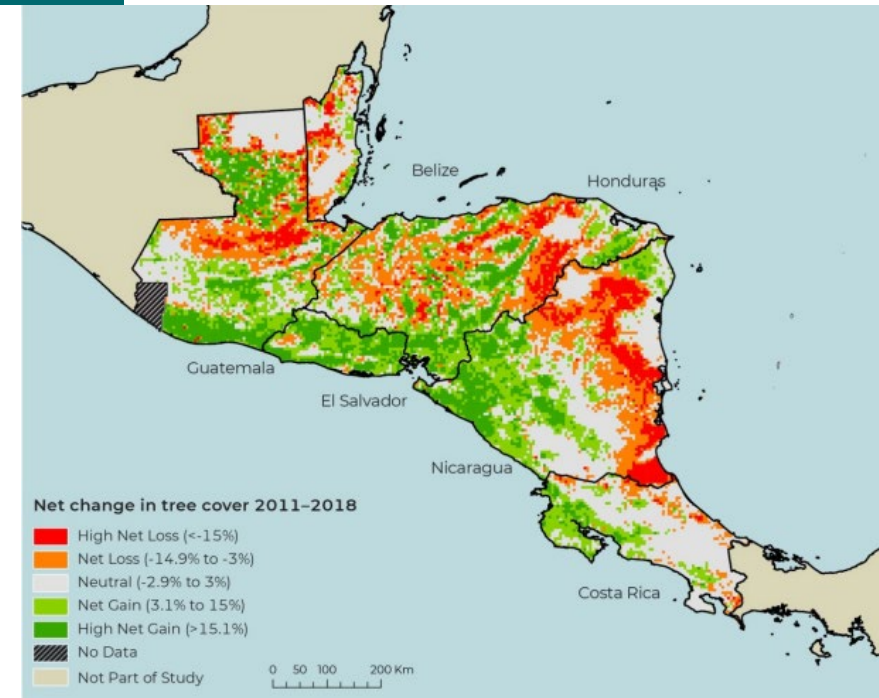 Belize
Honduras
Guatemala
El Salvador
Nicaragua
Costa Rica
Net change in tree cover 2011–2018
High Net Loss (<-15%)
Net Loss (-14.9% to -3%)
Neutral (-2.9% to 3%)
Net Gain (3.1% to 15%)
High Net Gain (>15.1%)
No Data
Not Part of Study
0 50 100 200 Km